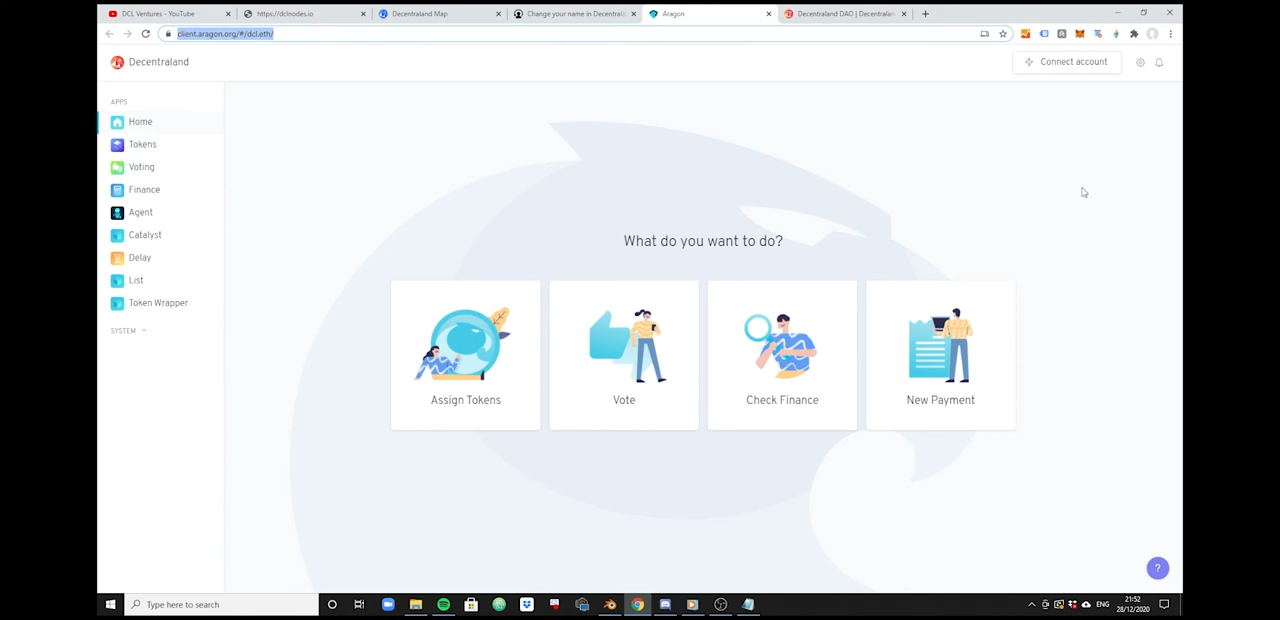 DCL Ventures - YouTube
https://dclnodes.io
Decentraland Map
Change your name in Decentral
Aragon
Decentraland DAO | Decentralan
client.aragon.org/#/dcl.eth/
Decentraland
Connect account
APPS
Home
Tokens
Voting
Finance
Agent
Catalyst
Delay
List
Token Wrapper
SYSTEM
What do you want to do?
Assign Tokens
Vote
Check Finance
New Payment
?
Type here to search
ENG
21:52
28/12/2020